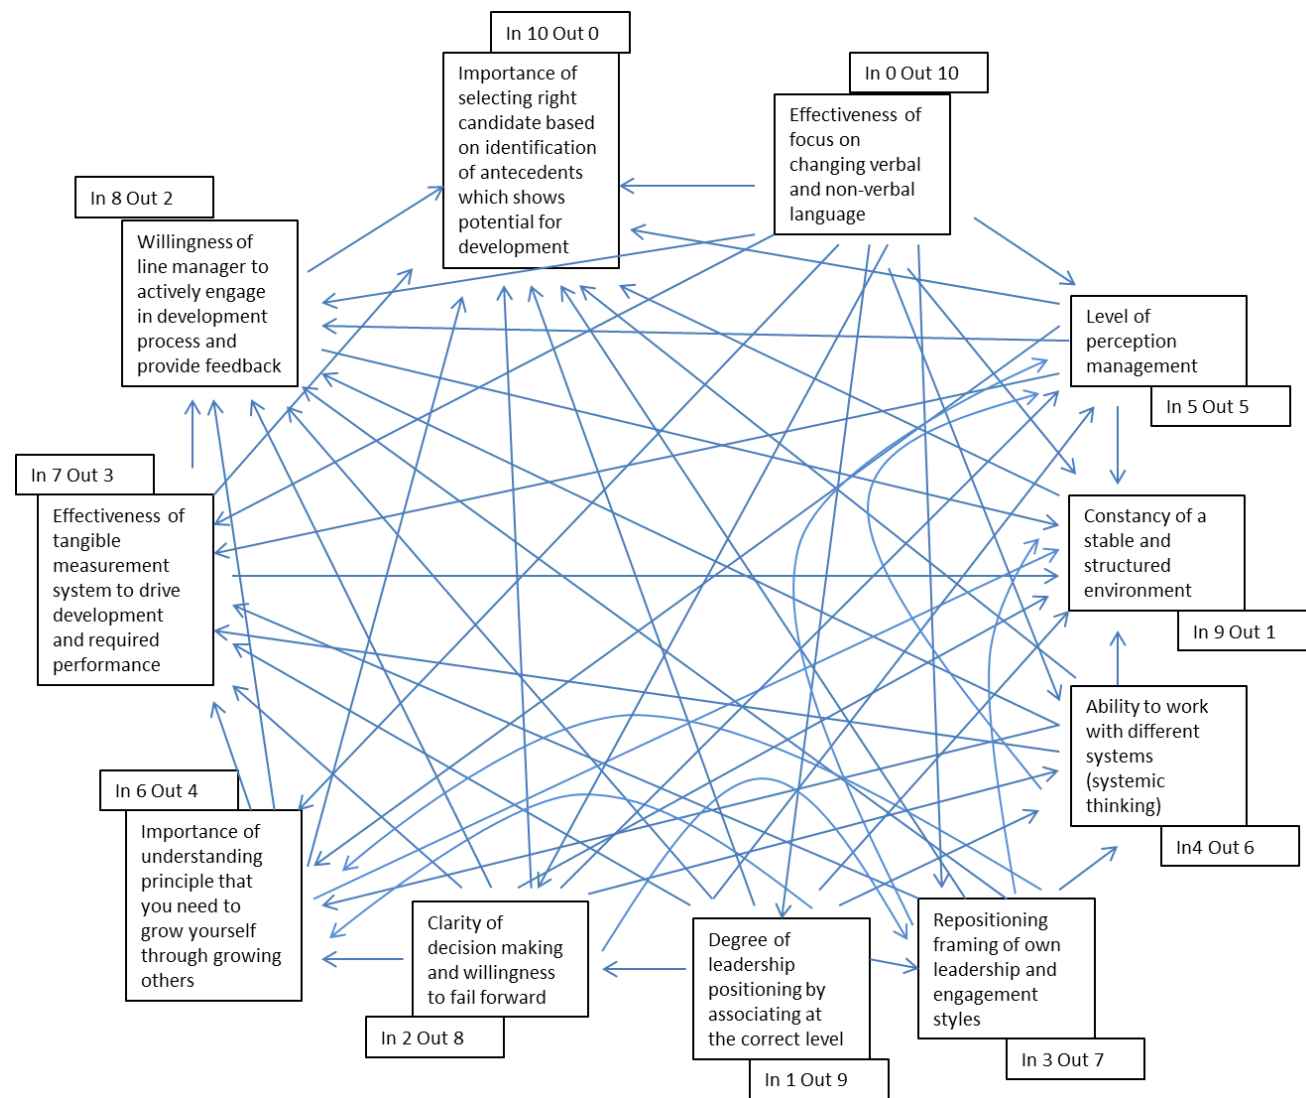 In 10 Out 0
Importance of
selecting right
candidate based
on identification
of antecedents
which shows
potential for
development
In 0 Out 10
Effectiveness of
focus on
changing verbal
and non-verbal
language
In 8 Out 2
Willingness of
line manager to
actively engage
in development
process and
provide feedback
Level of
perception
management
In 5 Out 5
In 7 Out 3
Effectiveness of
tangible
measurement
system to drive
development
and required
performance
Constancy of a
stable and
structured
environment
In 9 Out 1
Ability to work
with different
systems
(systemic
thinking)
In4 Out 6
In 6 Out 4
Importance of
understanding
principle that
you need to
grow yourself
through growing
others
Clarity of
decision making
and willingness
to fail forward
In 2 Out 8
Degree of
leadership
positioning by
associating at
the correct level
In 1 Out 9
Repositioning
framing of own
leadership and
engagement
styles
In 3 Out 7